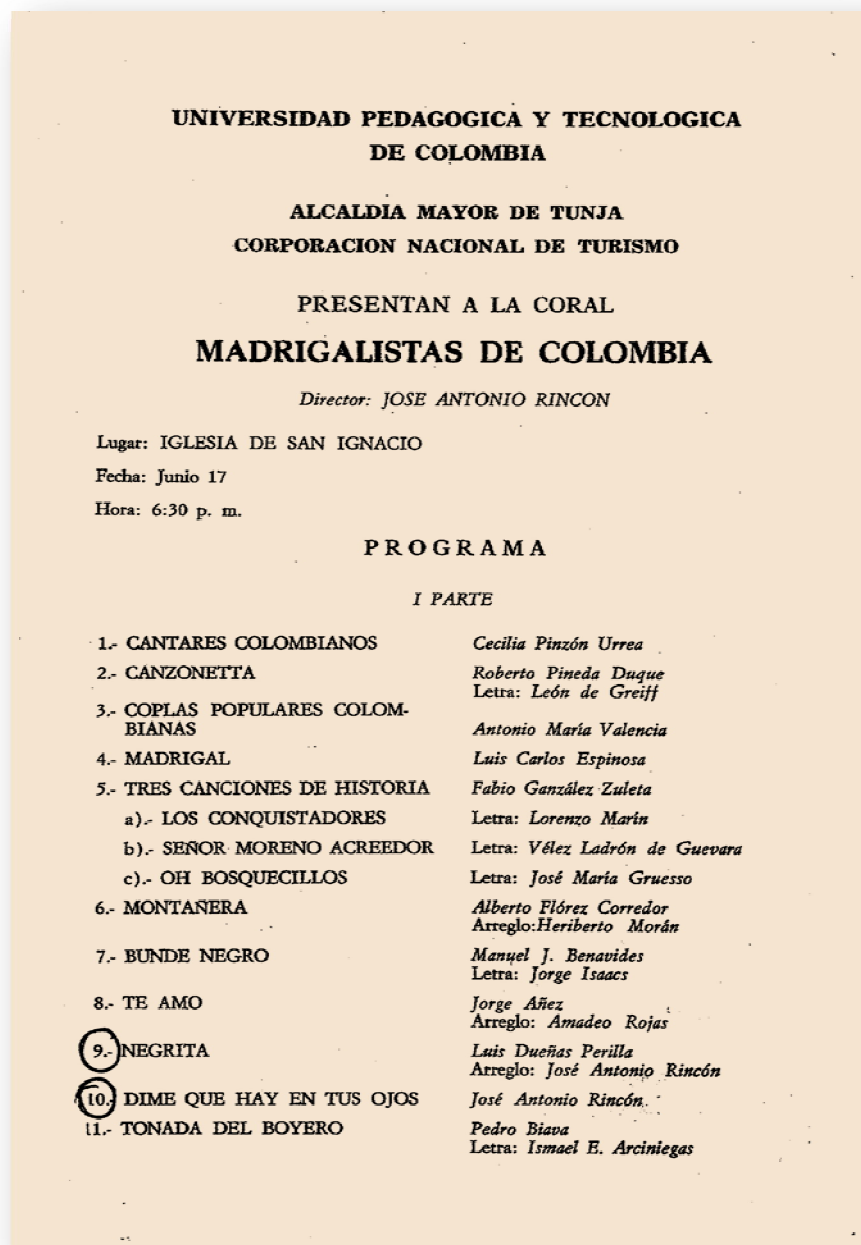 UNIVERSIDAD PEDAGOGICA Y TECNOLOGICA
DE COLOMBIA
ALCALDIA MAYOR DE TUNJA
CORPORACION NACIONAL DE TURISMO
PRESENTAN A LA CORAL
MADRIGALISTAS DE COLOMBIA
Director: JOSE ANTONIO RINCON
Lugar: IGLESIA DE SAN IGNACIO
Fecha: Junio 17
Hora: 6:30 p. m.
PROGRAMA
I PARTE
1.- CANTARES COLOMBIANOS Cecilia Pinzón Urrea
2.- CANZONETTA Roberto Pineda Duque
Letra: León de Greiff
3.- COPLAS POPULARES COLOM-
BIANAS Antonio María Valencia
4.- MADRIGAL Luis Carlos Espinosa
5.- TRES CANCIONES DE HISTORIA Fabio Ganzález Zuleta
a).- LOS CONQUISTADORES Letra: Lorenzo Marín
b).- SEÑOR MORENO ACREEDOR Letra: Vélez Ladrón de Guevara
c).- OH BOSQUECILLOS Letra: José María Gruesso
6.- MONTAÑERA Alberto Flórez Corredor
Arreglo:Heriberto Morán
7.- BUNDE NEGRO Manuel J. Benavides
Letra: Jorge Isaacs
8.- TE AMO Jorge Añez
Arreglo: Amadeo Rojas
9.- NEGRITA Luis Dueñas Perilla
Arreglo: José Antonio Rincón
10.- DIME QUE HAY EN TUS OJOS José Antonio Rincón.
11.- TONADA DEL BOYERO Pedro Biava
Letra: Ismael E. Arciniegas